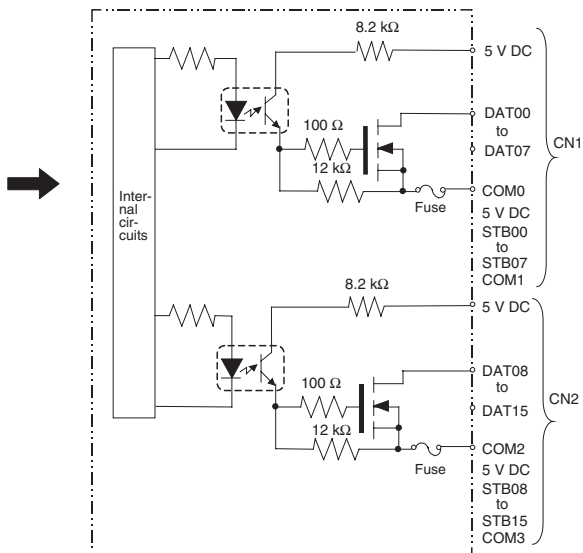 8.2 kΩ
5 V DC
DAT00
to
DAT07
CN1
100 Ω
12 kΩ
COM0
Fuse
5 V DC
STB00
to
STB07
COM1
Inter-
nal
cir-
cuits
8.2 kΩ
5 V DC
DAT08
to
DAT15
CN2
100 Ω
12 kΩ
COM2
Fuse
5 V DC
STB08
to
STB15
COM3